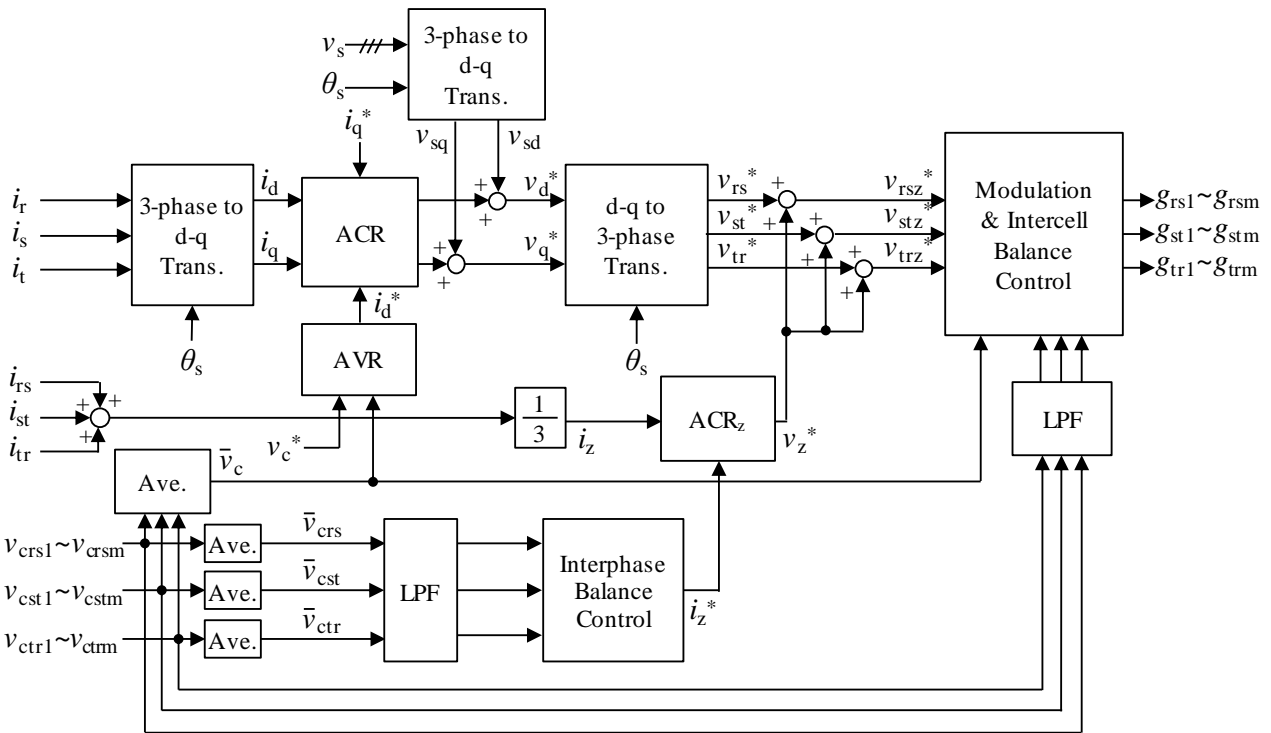 v_s
θ_s
3-phase to
d-q
Trans.
i_q*
v_sq
v_sd
i_r
i_s
i_t
3-phase to
d-q
Trans.
θ_s
i_d
i_q
ACR
i_d*
+
+
+
+
v_d*
v_q*
d-q to
3-phase
Trans.
θ_s
v_rs*
v_st*
v_tr*
+
+
+
+
+
+
v_rsz*
v_stz*
v_trz*
Modulation
& Intercell
Balance
Control
g_rs1~g_rsm
g_st1~g_stm
g_tr1~g_trm
AVR
i_rs
i_st
i_tr
+
+
+
v_c*
1
3
i_z
ACR_z
v_z*
LPF
v̄_c
Ave.
v_crs1~v_crsm
v_cst1~v_cstm
v_ctr1~v_ctrm
Ave.
Ave.
Ave.
v̄_crs
v̄_cst
v̄_ctr
LPF
Interphase
Balance
Control
i_z*